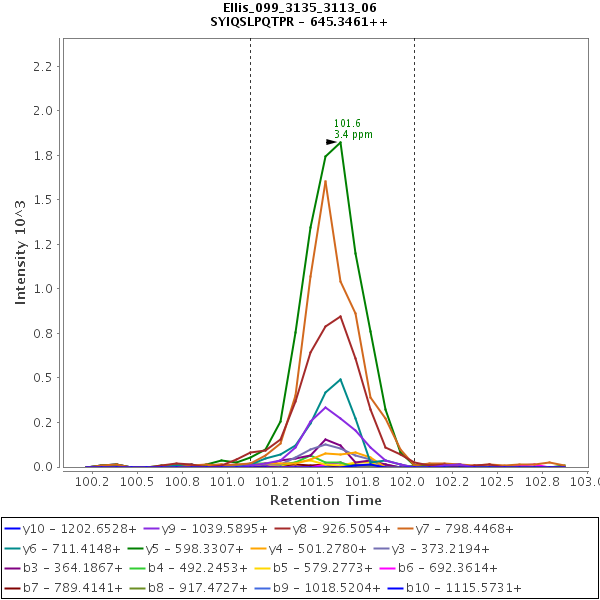 Ellis_099_3135_3113_06
SYIQSLPQTPR – 645.3461++
101.6
3.4 ppm
2.2
2.0
1.8
1.5
1.2
1.0
0.8
0.5
0.2
0.0
Intensity 10^3
100.2 100.5 100.8 101.0 101.2 101.5 101.8 102.0 102.2 102.5 102.8 103.0
Retention Time
y10 – 1202.6528+ y9 – 1039.5895+ y8 – 926.5054+ y7 – 798.4468+
y6 – 711.4148+ y5 – 598.3307+ y4 – 501.2780+ y3 – 373.2194+
b3 – 364.1867+ b4 – 492.2453+ b5 – 579.2773+ b6 – 692.3614+
b7 – 789.4141+ b8 – 917.4727+ b9 – 1018.5204+ b10 – 1115.5731+